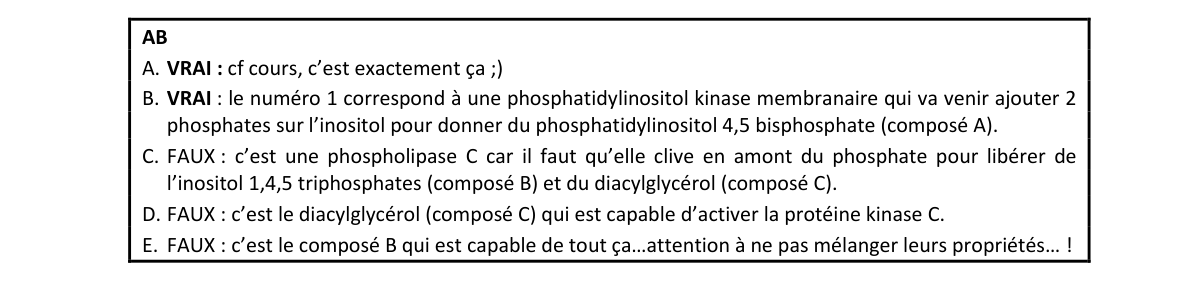 AB
A. VRAI : cf cours, c’est exactement ça ;)
B. VRAI : le numéro 1 correspond à une phosphatidylinositol kinase membranaire qui va venir ajouter 2
phosphates sur l’inositol pour donner du phosphatidylinositol 4,5 bisphosphate (composé A).
C. FAUX : c’est une phospholipase C car il faut qu’elle clive en amont du phosphate pour libérer de
l’inositol 1,4,5 triphosphates (composé B) et du diacylglycérol (composé C).
D. FAUX : c’est le diacylglycérol (composé C) qui est capable d’activer la protéine kinase C.
E. FAUX : c’est le composé B qui est capable de tout ça…attention à ne pas mélanger leurs propriétés… !